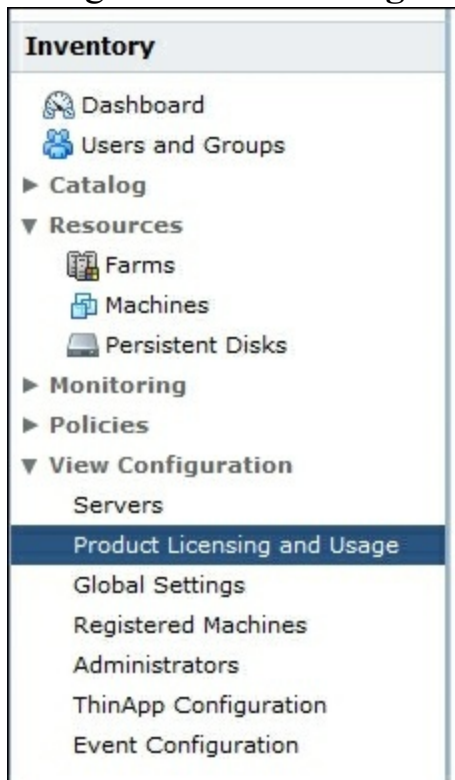 Inventory
Dashboard
Users and Groups
Catalog
Resources
Farms
Machines
Persistent Disks
Monitoring
Policies
View Configuration
Servers
Product Licensing and Usage
Global Settings
Registered Machines
Administrators
ThinApp Configuration
Event Configuration